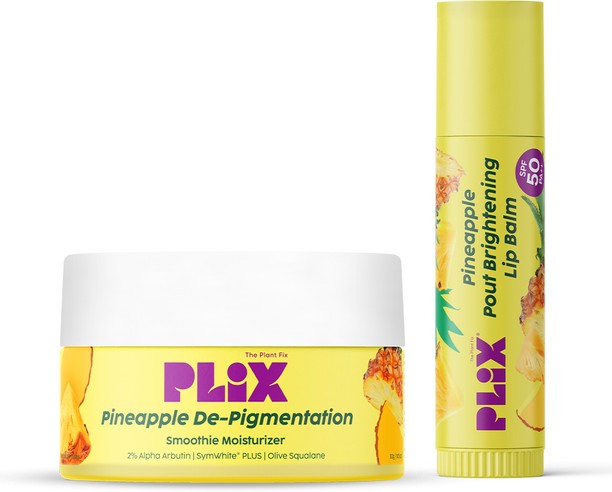 The Plant Fix
PLiX
Pineapple De-Pigmentation
Smoothie Moisturizer
2% Alpha Arbutin | SymWhite® PLUS | Olive Squalane
The Plant Fix
PLiX®
Pineapple
Pout Brightening
Lip Balm
SPF
50